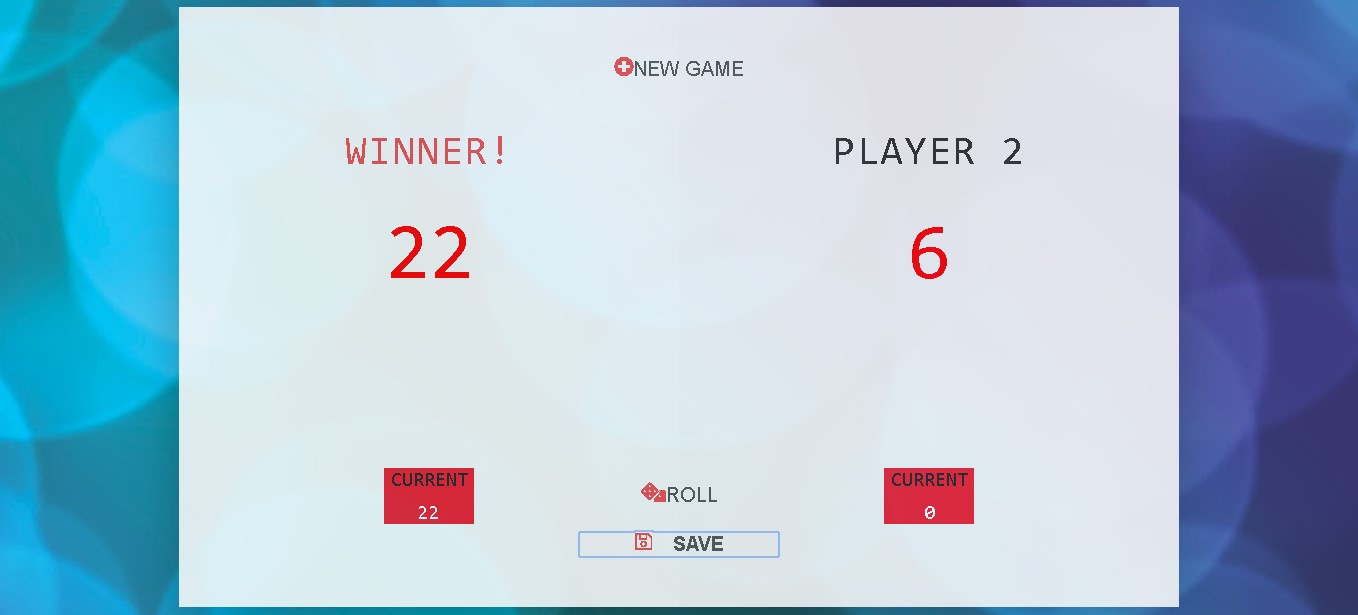 NEW GAME
WINNER!
PLAYER 2
22
6
CURRENT
22
ROLL
CURRENT
0
SAVE